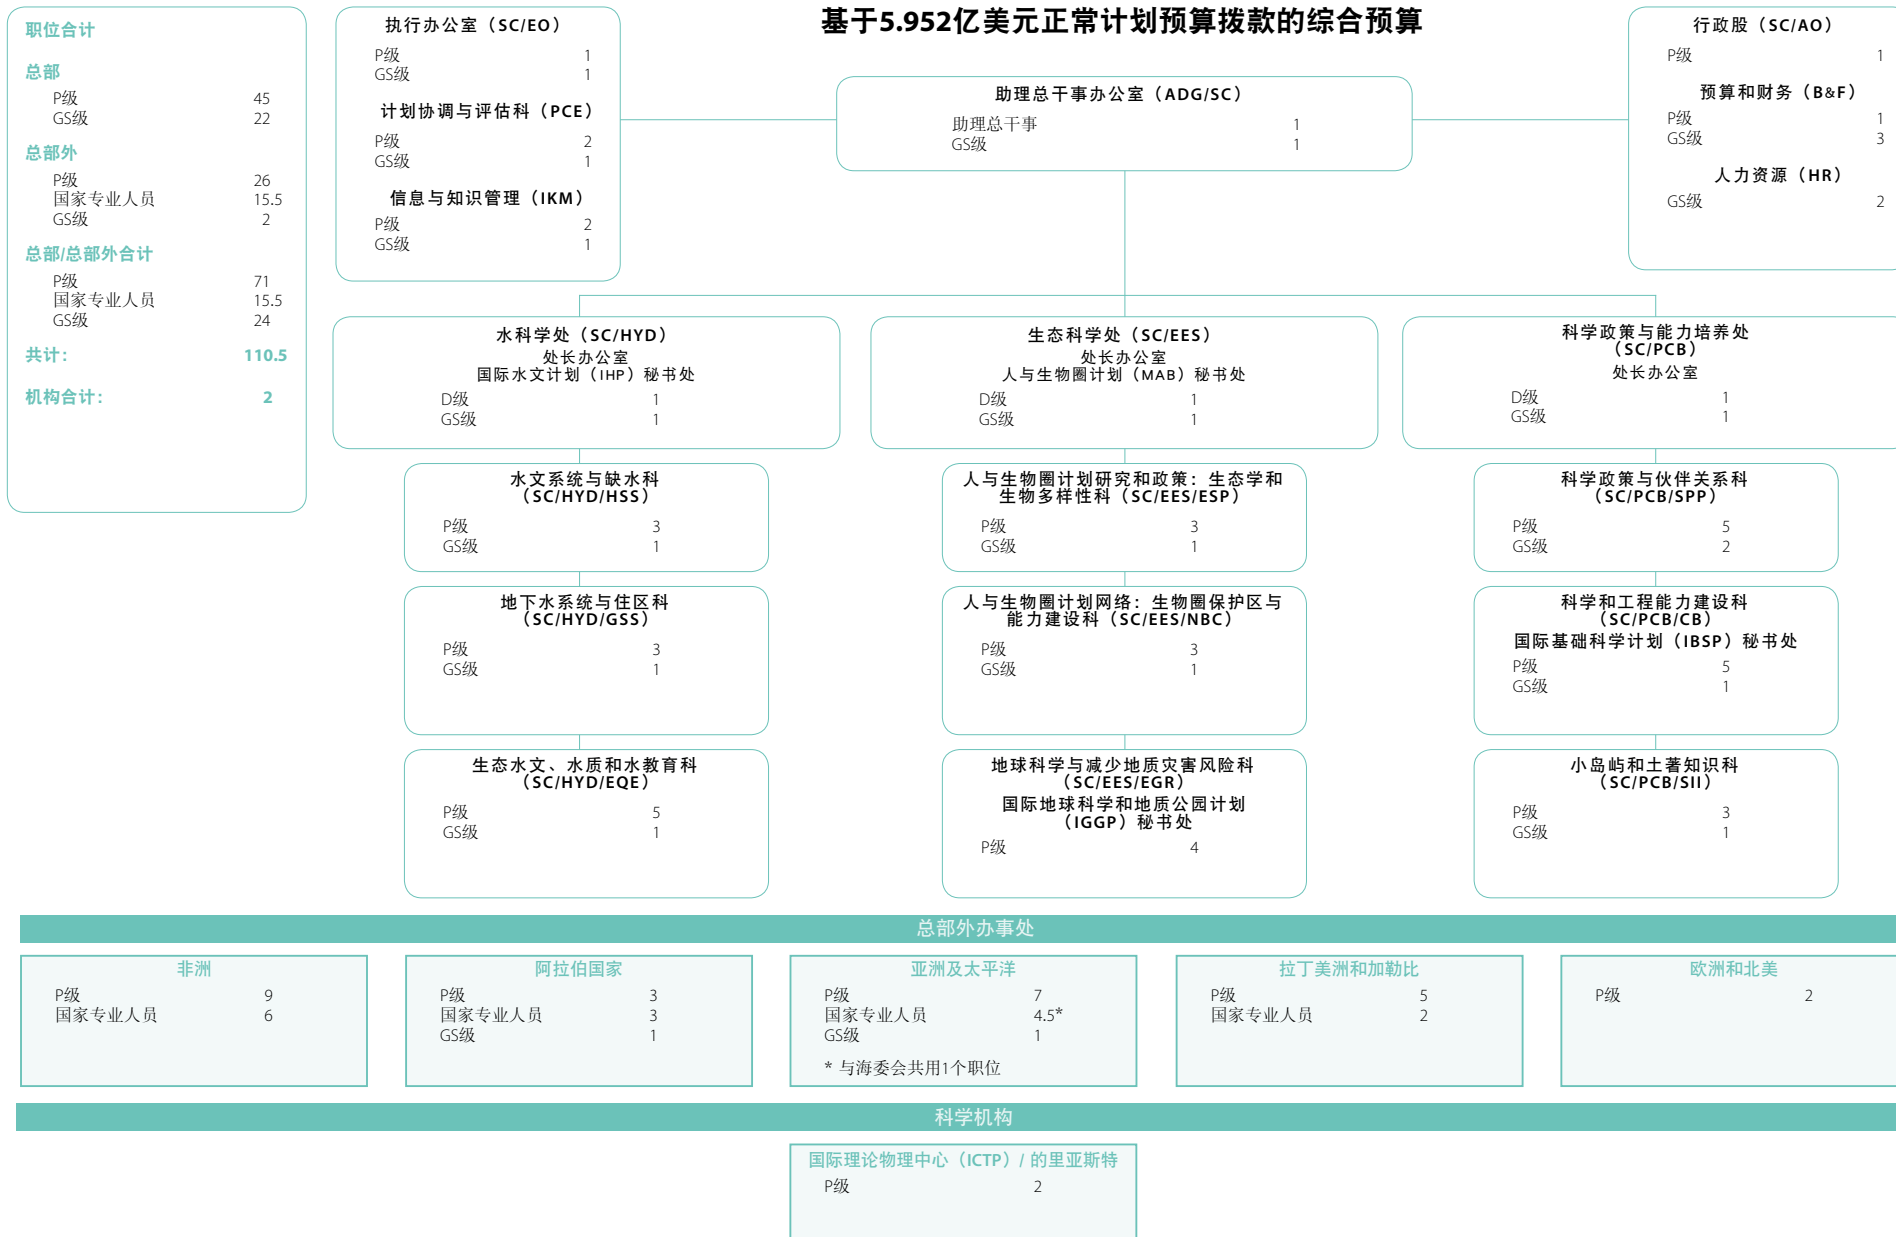 基于5.952亿美元正常计划预算拨款的综合预算
职位合计
总部
P级 45
GS级 22
总部外
P级 26
国家专业人员 15.5
GS级 2
总部/总部外合计
P级 71
国家专业人员 15.5
GS级 24
共计： 110.5
机构合计： 2
执行办公室（SC/EO）
P级 1
GS级 1
计划协调与评估科（PCE）
P级 2
GS级 1
信息与知识管理（IKM）
P级 2
GS级 1
助理总干事办公室（ADG/SC）
助理总干事 1
GS级 1
行政股（SC/AO）
P级 1
预算和财务（B&F）
P级 1
GS级 3
人力资源（HR）
GS级 2
水科学处（SC/HYD）
处长办公室
国际水文计划（IHP）秘书处
D级 1
GS级 1
水文系统与缺水科
（SC/HYD/HSS）
P级 3
GS级 1
地下水系统与住区科
（SC/HYD/GSS）
P级 3
GS级 1
生态水文、水质和水教育科
（SC/HYD/EQE）
P级 5
GS级 1
生态科学处（SC/EES）
处长办公室
人与生物圈计划（MAB）秘书处
D级 1
GS级 1
人与生物圈计划研究和政策：生态学和
生物多样性科（SC/EES/ESP）
P级 3
GS级 1
人与生物圈计划网络：生物圈保护区与
能力建设科（SC/EES/NBC）
P级 3
GS级 1
地球科学与减少地质灾害风险科
（SC/EES/EGR）
国际地球科学和地质公园计划
（IGGP）秘书处
P级 4
科学政策与能力培养处
（SC/PCB）
处长办公室
D级 1
GS级 1
科学政策与伙伴关系科
（SC/PCB/SPP）
P级 5
GS级 2
科学和工程能力建设科
（SC/PCB/CB）
国际基础科学计划（IBSP）秘书处
P级 5
GS级 1
小岛屿和土著知识科
（SC/PCB/SII）
P级 3
GS级 1
总部外办事处
非洲
P级 9
国家专业人员 6
阿拉伯国家
P级 3
国家专业人员 3
GS级 1
亚洲及太平洋
P级 7
国家专业人员 4.5*
GS级 1
* 与海委会共用1个职位
拉丁美洲和加勒比
P级 5
国家专业人员 2
欧洲和北美
P级 2
科学机构
国际理论物理中心（ICTP）/ 的里亚斯特
P级 2